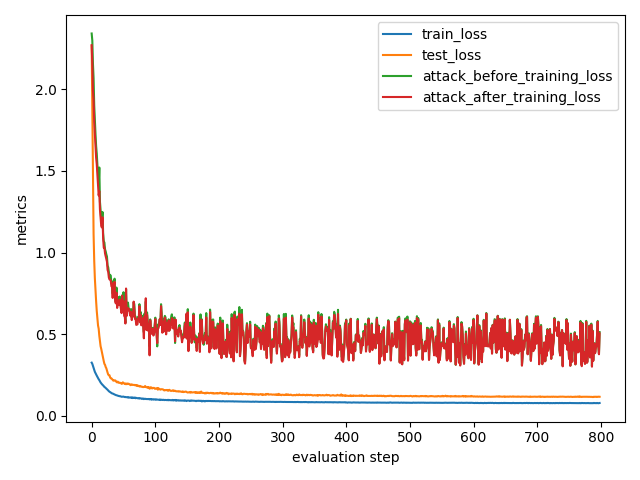 train_loss
test_loss
attack_before_training_loss
attack_after_training_loss
metrics
2.0
1.5
1.0
0.5
0.0
0 100 200 300 400 500 600 700 800
evaluation step